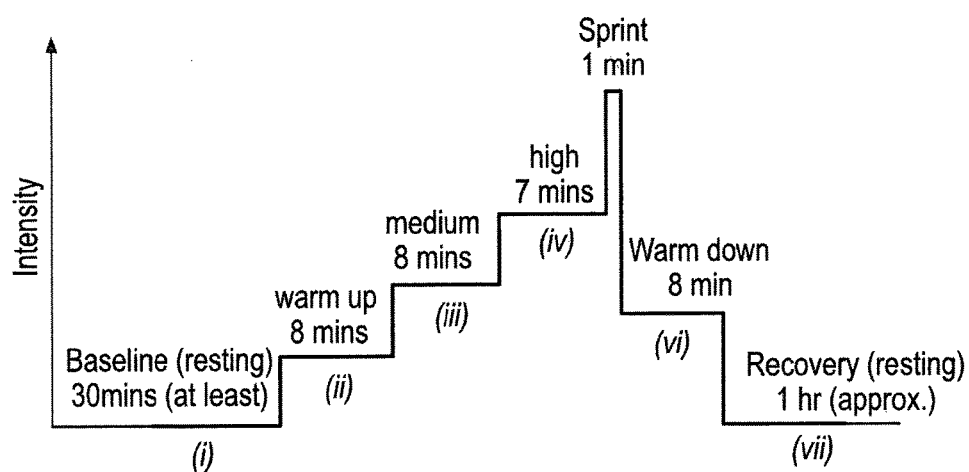 Intensity
Baseline (resting)
30mins (at least)
(i)
warm up
8 mins
(ii)
medium
8 mins
(iii)
high
7 mins
(iv)
Sprint
1 min
Warm down
8 min
(vi)
Recovery (resting)
1 hr (approx.)
(vii)